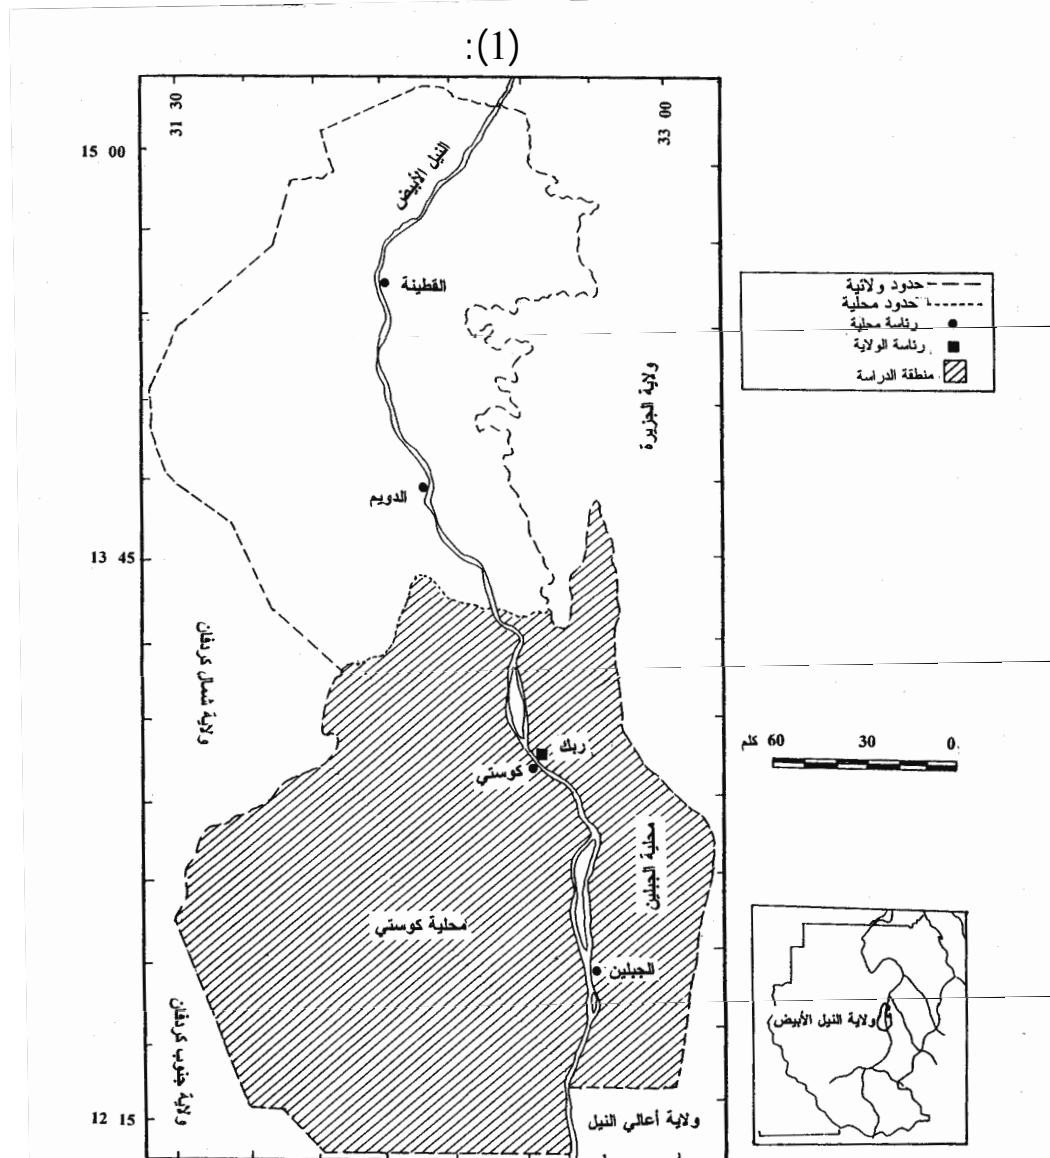 :(1)
31 30
33 00
15 00
النيل الأبيض
القطينة
حدود ولائية
حدود محلية
رئاسة محلية
رئاسة الولاية
منطقة الدراسة
ولاية الجزيرة
الدويم
13 45
ولاية شمال كردفان
ربك
كوستي
كلم 60 30 0
محلية الجبلين
محلية كوستي
الجبلين
ولاية النيل الأبيض
ولاية جنوب كردفان
12 15
ولاية أعالي النيل